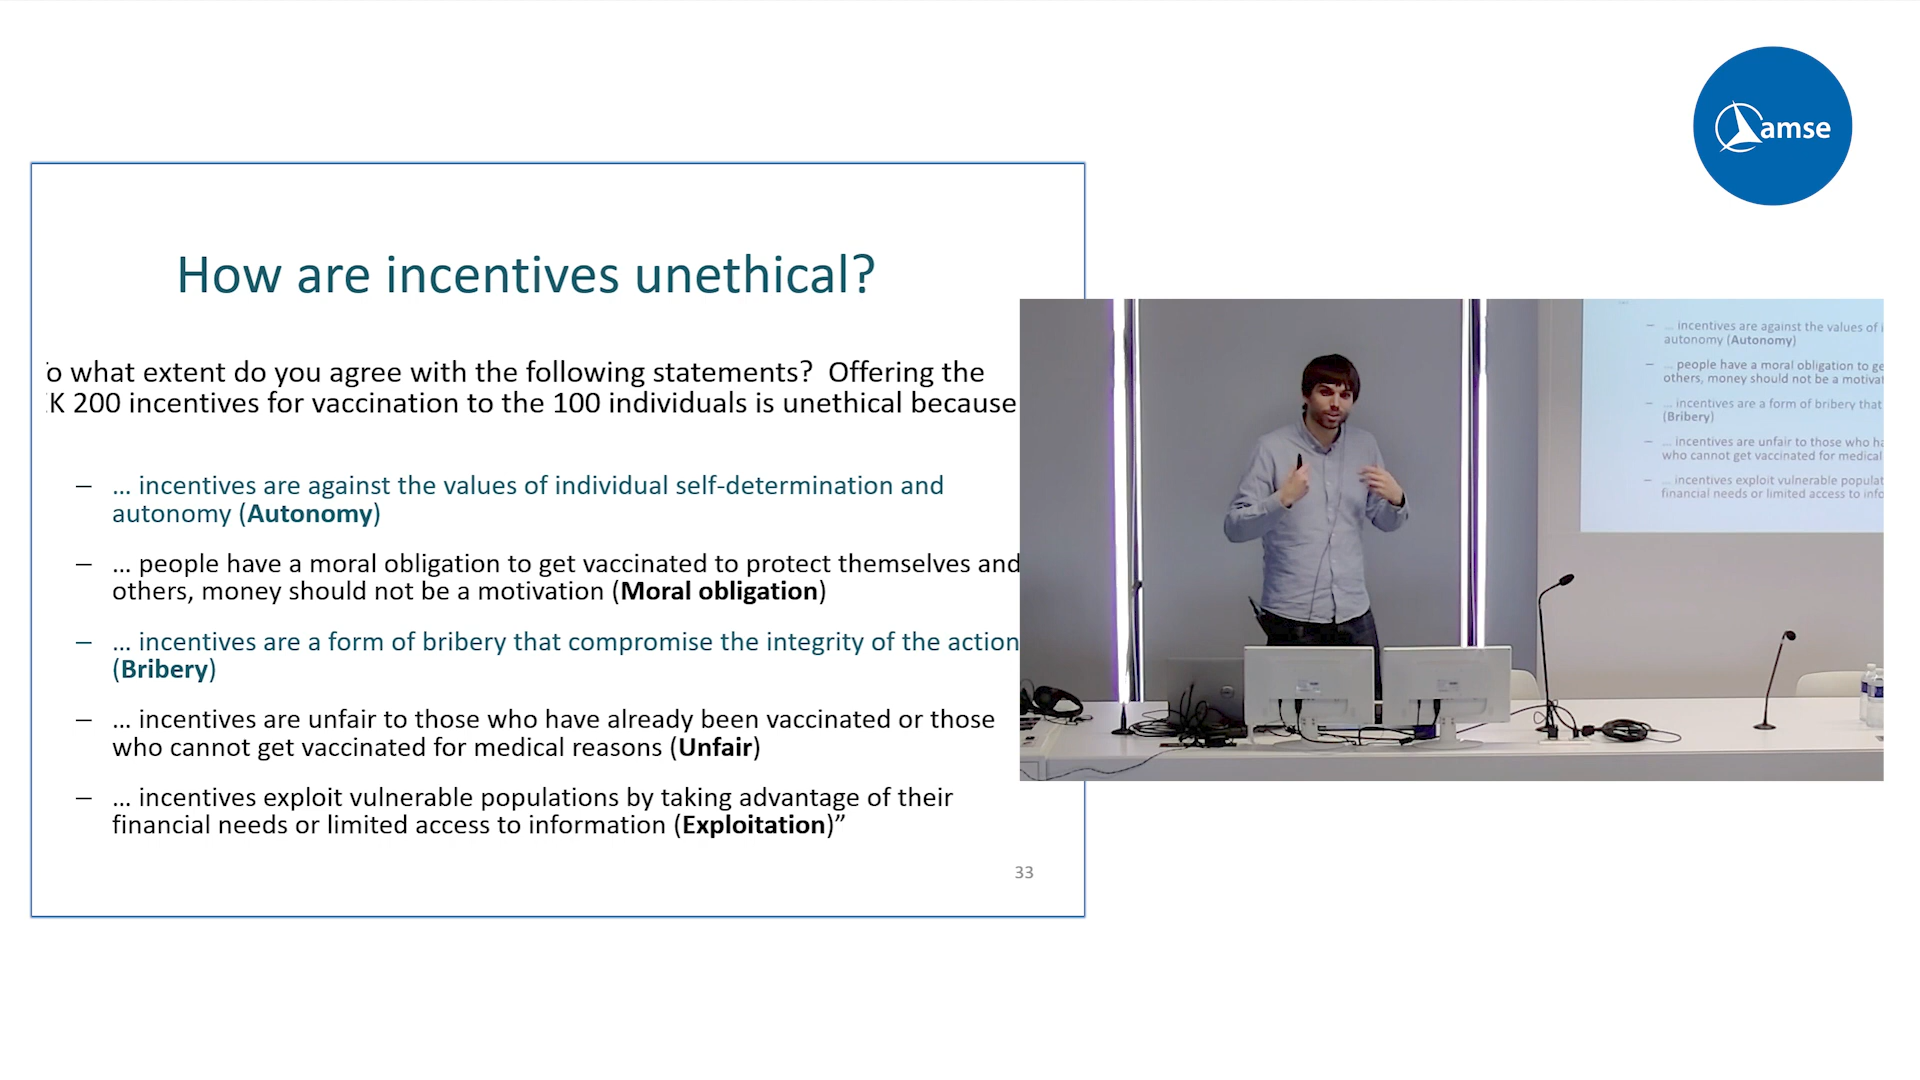 amse
How are incentives unethical?
o what extent do you agree with the following statements?  Offering the
K 200 incentives for vaccination to the 100 individuals is unethical because
– ... incentives are against the values of individual self-determination and
autonomy (Autonomy)
– ... people have a moral obligation to get vaccinated to protect themselves and
others, money should not be a motivation (Moral obligation)
– ... incentives are a form of bribery that compromise the integrity of the action
(Bribery)
– ... incentives are unfair to those who have already been vaccinated or those
who cannot get vaccinated for medical reasons (Unfair)
– ... incentives exploit vulnerable populations by taking advantage of their
financial needs or limited access to information (Exploitation)”
33
– ... incentives are against the values of
autonomy (Autonomy)
– ... people have a moral obligation to ge
others, money should not be a motivat
– ... incentives are a form of bribery that
(Bribery)
– ... incentives are unfair to those who ha
who cannot get vaccinated for medical
– ... incentives exploit vulnerable populat
financial needs or limited access to info